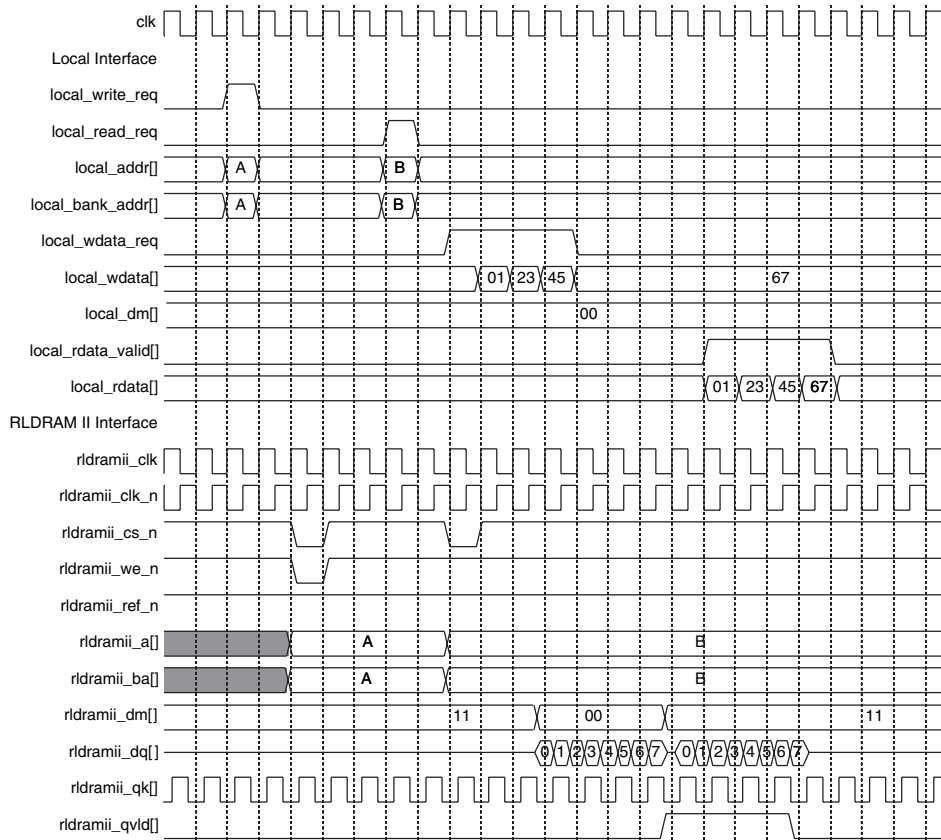 clk
Local Interface
local_write_req
local_read_req
local_addr[] A B
local_bank_addr[] A B
local_wdata_req
local_wdata[] 01 23 45 67
local_dm[] 00
local_rdata_valid[]
local_rdata[] 01 23 45 67
RLDRAM II Interface
rldramii_clk
rldramii_clk_n
rldramii_cs_n
rldramii_we_n
rldramii_ref_n
rldramii_a[] A B
rldramii_ba[] A B
rldramii_dm[] 11 00 11
rldramii_dq[] 0 1 2 3 4 5 6 7 0 1 2 3 4 5 6 7
rldramii_qk[]
rldramii_qvld[]